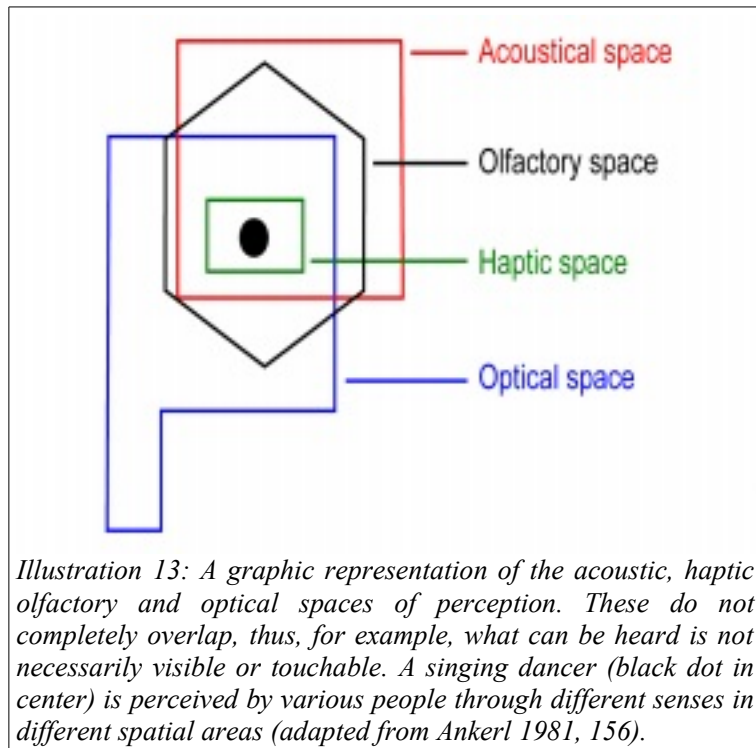 Acoustical space
Olfactory space
Haptic space
Optical space
Illustration 13: A graphic representation of the acoustic, haptic
olfactory and optical spaces of perception. These do not
completely overlap, thus, for example, what can be heard is not
necessarily visible or touchable. A singing dancer (black dot in
center) is perceived by various people through different senses in
different spatial areas (adapted from Ankerl 1981, 156).